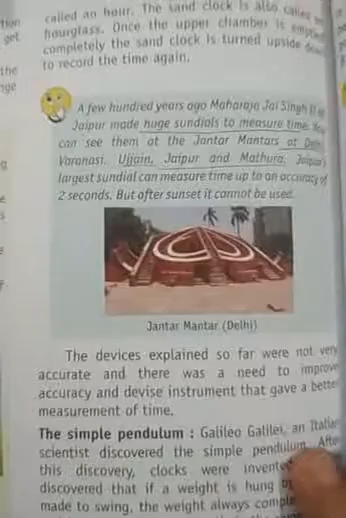 called an hour. The sand clock is also called an
hourglass. Once the upper chamber is emptied
completely the sand clock is turned upside down
to record the time again.
get
the
A few hundred years ago Maharaja Jai Singh II of
Jaipur made huge sundials to measure time. You
can see them at the Jantar Mantars at Delhi,
Varanasi, Ujjain, Jaipur and Mathura. Jaipur's
largest sundial can measure time up to an accuracy of
2 seconds. But after sunset it cannot be used.
Jantar Mantar (Delhi)
The devices explained so far were not very
accurate and there was a need to improve
accuracy and devise instrument that gave a better
measurement of time.
The simple pendulum : Galileo Galilei, an Italian
scientist discovered the simple pendulum. After
this discovery, clocks were invented
discovered that if a weight is hung
made to swing, the weight always